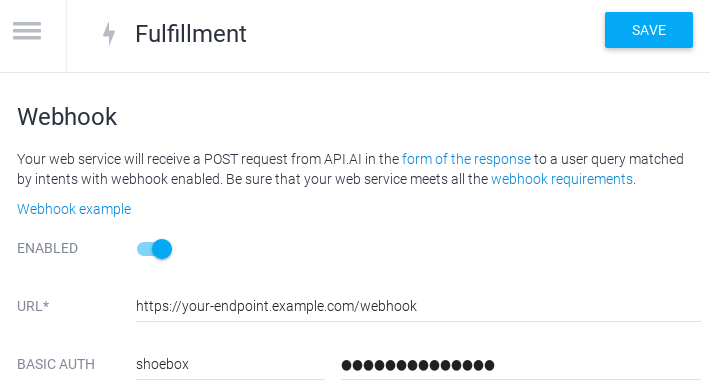 Fulfillment
SAVE
Webhook
Your web service will receive a POST request from API.AI in the form of the response to a user query matched
by intents with webhook enabled. Be sure that your web service meets all the webhook requirements.
Webhook example
ENABLED
URL* https://your-endpoint.example.com/webhook
BASIC AUTH shoebox ●●●●●●●●●●●●●●